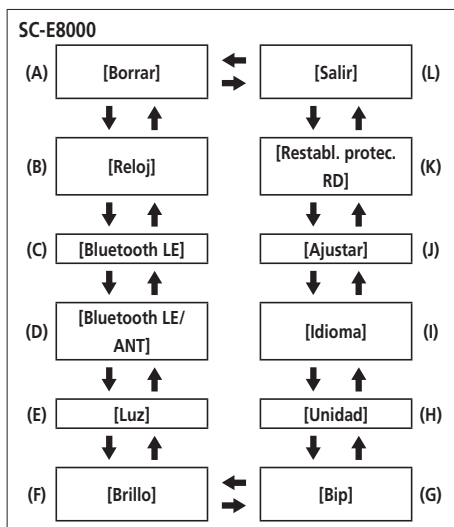 SC-E8000
(A) [Borrar] [Salir] (L)
(B) [Reloj] [Restabl. protec.
RD] (K)
(C) [Bluetooth LE] [Ajustar] (J)
(D) [Bluetooth LE/
ANT] [Idioma] (I)
(E) [Luz] [Unidad] (H)
(F) [Brillo] [Bip] (G)